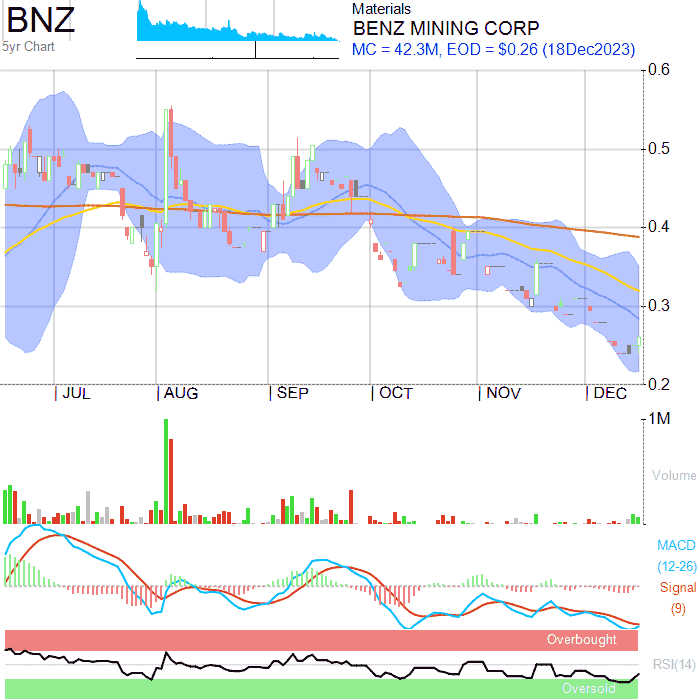 BNZ
5yr Chart
Materials
BENZ MINING CORP
MC = 42.3M, EOD = $0.26 (18Dec2023)
0.6
0.5
0.4
0.3
0.2
JUL
AUG
SEP
OCT
NOV
DEC
1M
Volume
MACD
(12-26)
Signal
(9)
Overbought
RSI(14)
Oversold